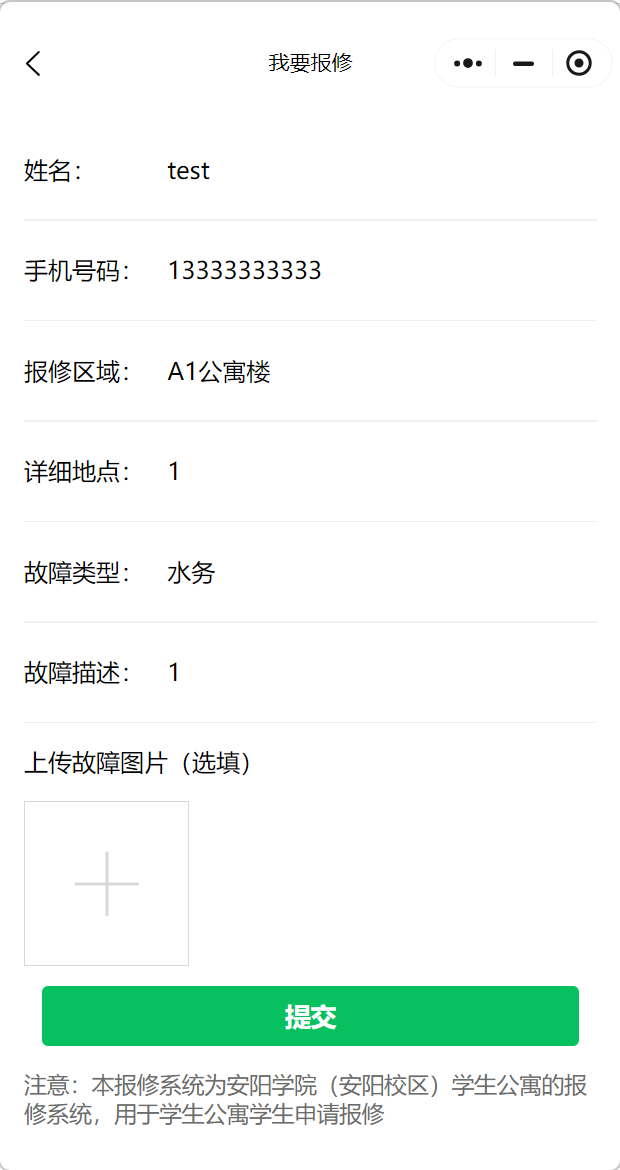 我要报修
姓名： test
手机号码： 13333333333
报修区域： A1公寓楼
详细地点： 1
故障类型： 水务
故障描述： 1
上传故障图片（选填）
提交
注意：本报修系统为安阳学院（安阳校区）学生公寓的报
修系统，用于学生公寓学生申请报修